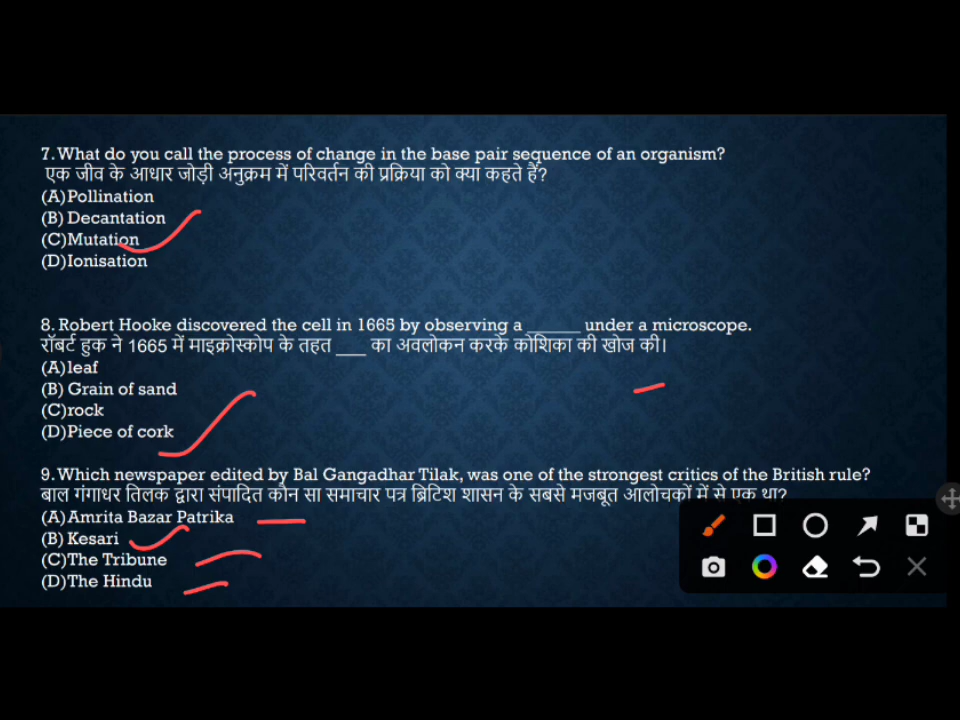 7. What do you call the process of change in the base pair sequence of an organism?
एक जीव के आधार जोड़ी अनुक्रम में परिवर्तन की प्रक्रिया को क्या कहते हैं?
(A)Pollination
(B) Decantation
(C)Mutation
(D)Ionisation
8. Robert Hooke discovered the cell in 1665 by observing a ______ under a microscope.
रॉबर्ट हुक ने 1665 में माइक्रोस्कोप के तहत ___ का अवलोकन करके कोशिका की खोज की।
(A)leaf
(B) Grain of sand
(C)rock
(D)Piece of cork
9. Which newspaper edited by Bal Gangadhar Tilak, was one of the strongest critics of the British rule?
बाल गंगाधर तिलक द्वारा संपादित कौन सा समाचार पत्र ब्रिटिश शासन के सबसे मजबूत आलोचकों में से एक था?
(A)Amrita Bazar Patrika
(B) Kesari
(C)The Tribune
(D)The Hindu